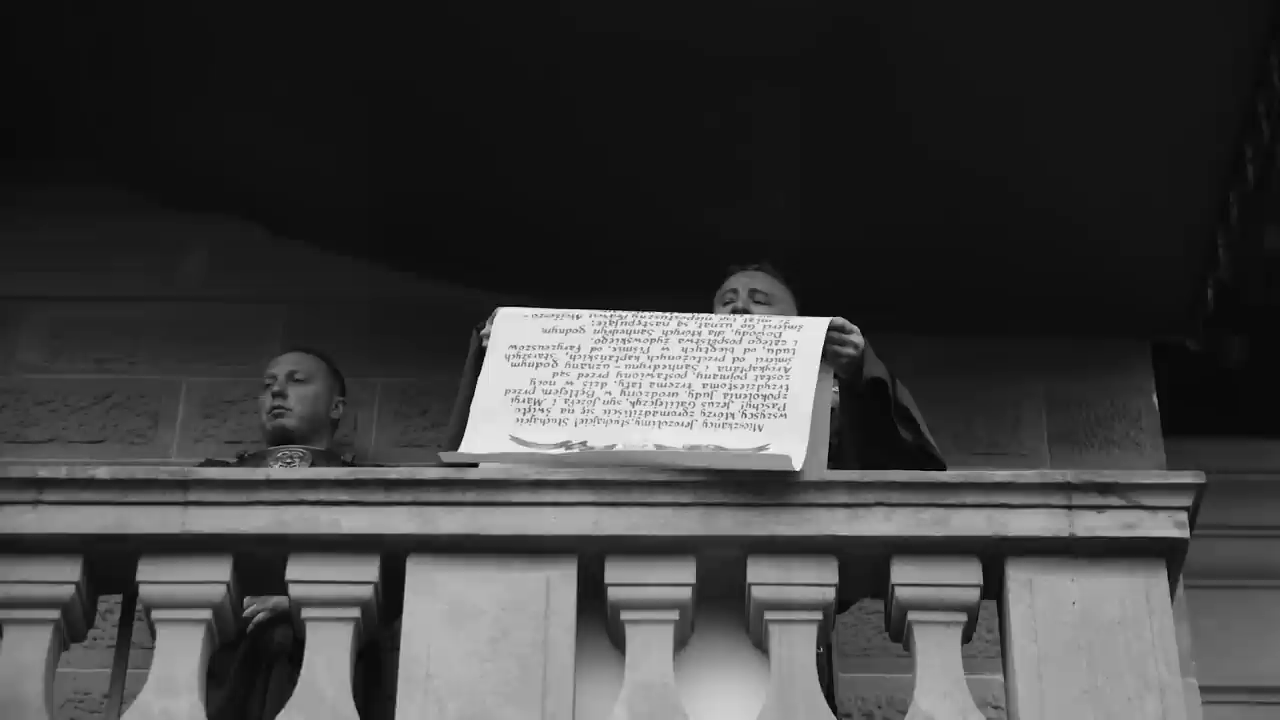 Mieszkańcy Jerozolimy, słuchajcie! Słuchajcie
wszyscy, którzy zgromadziliście się na święto
Paschy! Jezus Galilejczyk, syn Józefa i Maryi
z pokolenia Judy, urodzony w Betlejem przed
trzydziestoma trzema laty, dziś w nocy
został pojmany, postawiony przed sąd
Arcykapłana i Sanhedrynu – uznany godnym
śmierci od przełożonych kapłańskich, Starszych
Ludu, od biegłych w Piśmie, od Faryzeuszów
i całego pospólstwa żydowskiego.
Dowody, dla których Sanhedryn godnym
śmierci Go uznał, są następujące: